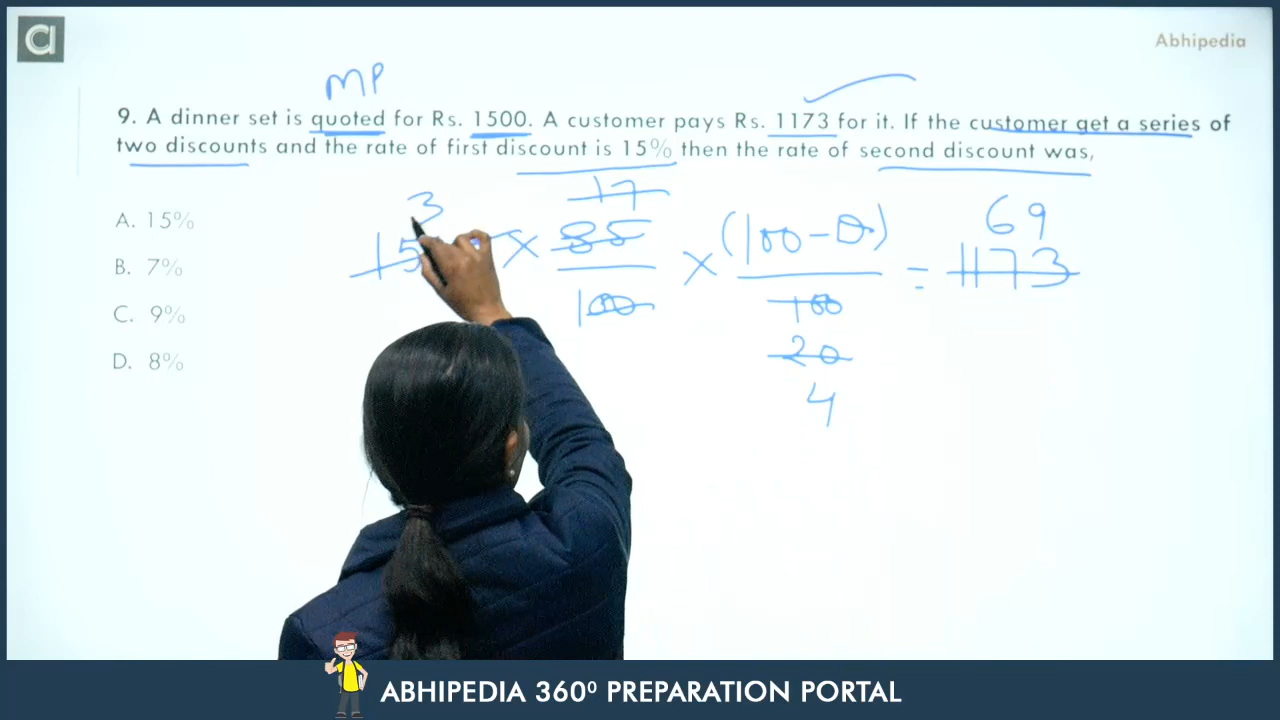 Abhipedia
MP
9. A dinner set is quoted for Rs. 1500. A customer pays Rs. 1173 for it. If the customer get a series of
two discounts and the rate of first discount is 15% then the rate of second discount was,
3 17 69
15 × 85 × (100 - D) = 1173
100 100
20
4
A. 15%
B. 7%
C. 9%
D. 8%
ABHIPEDIA 360⁰ PREPARATION PORTAL